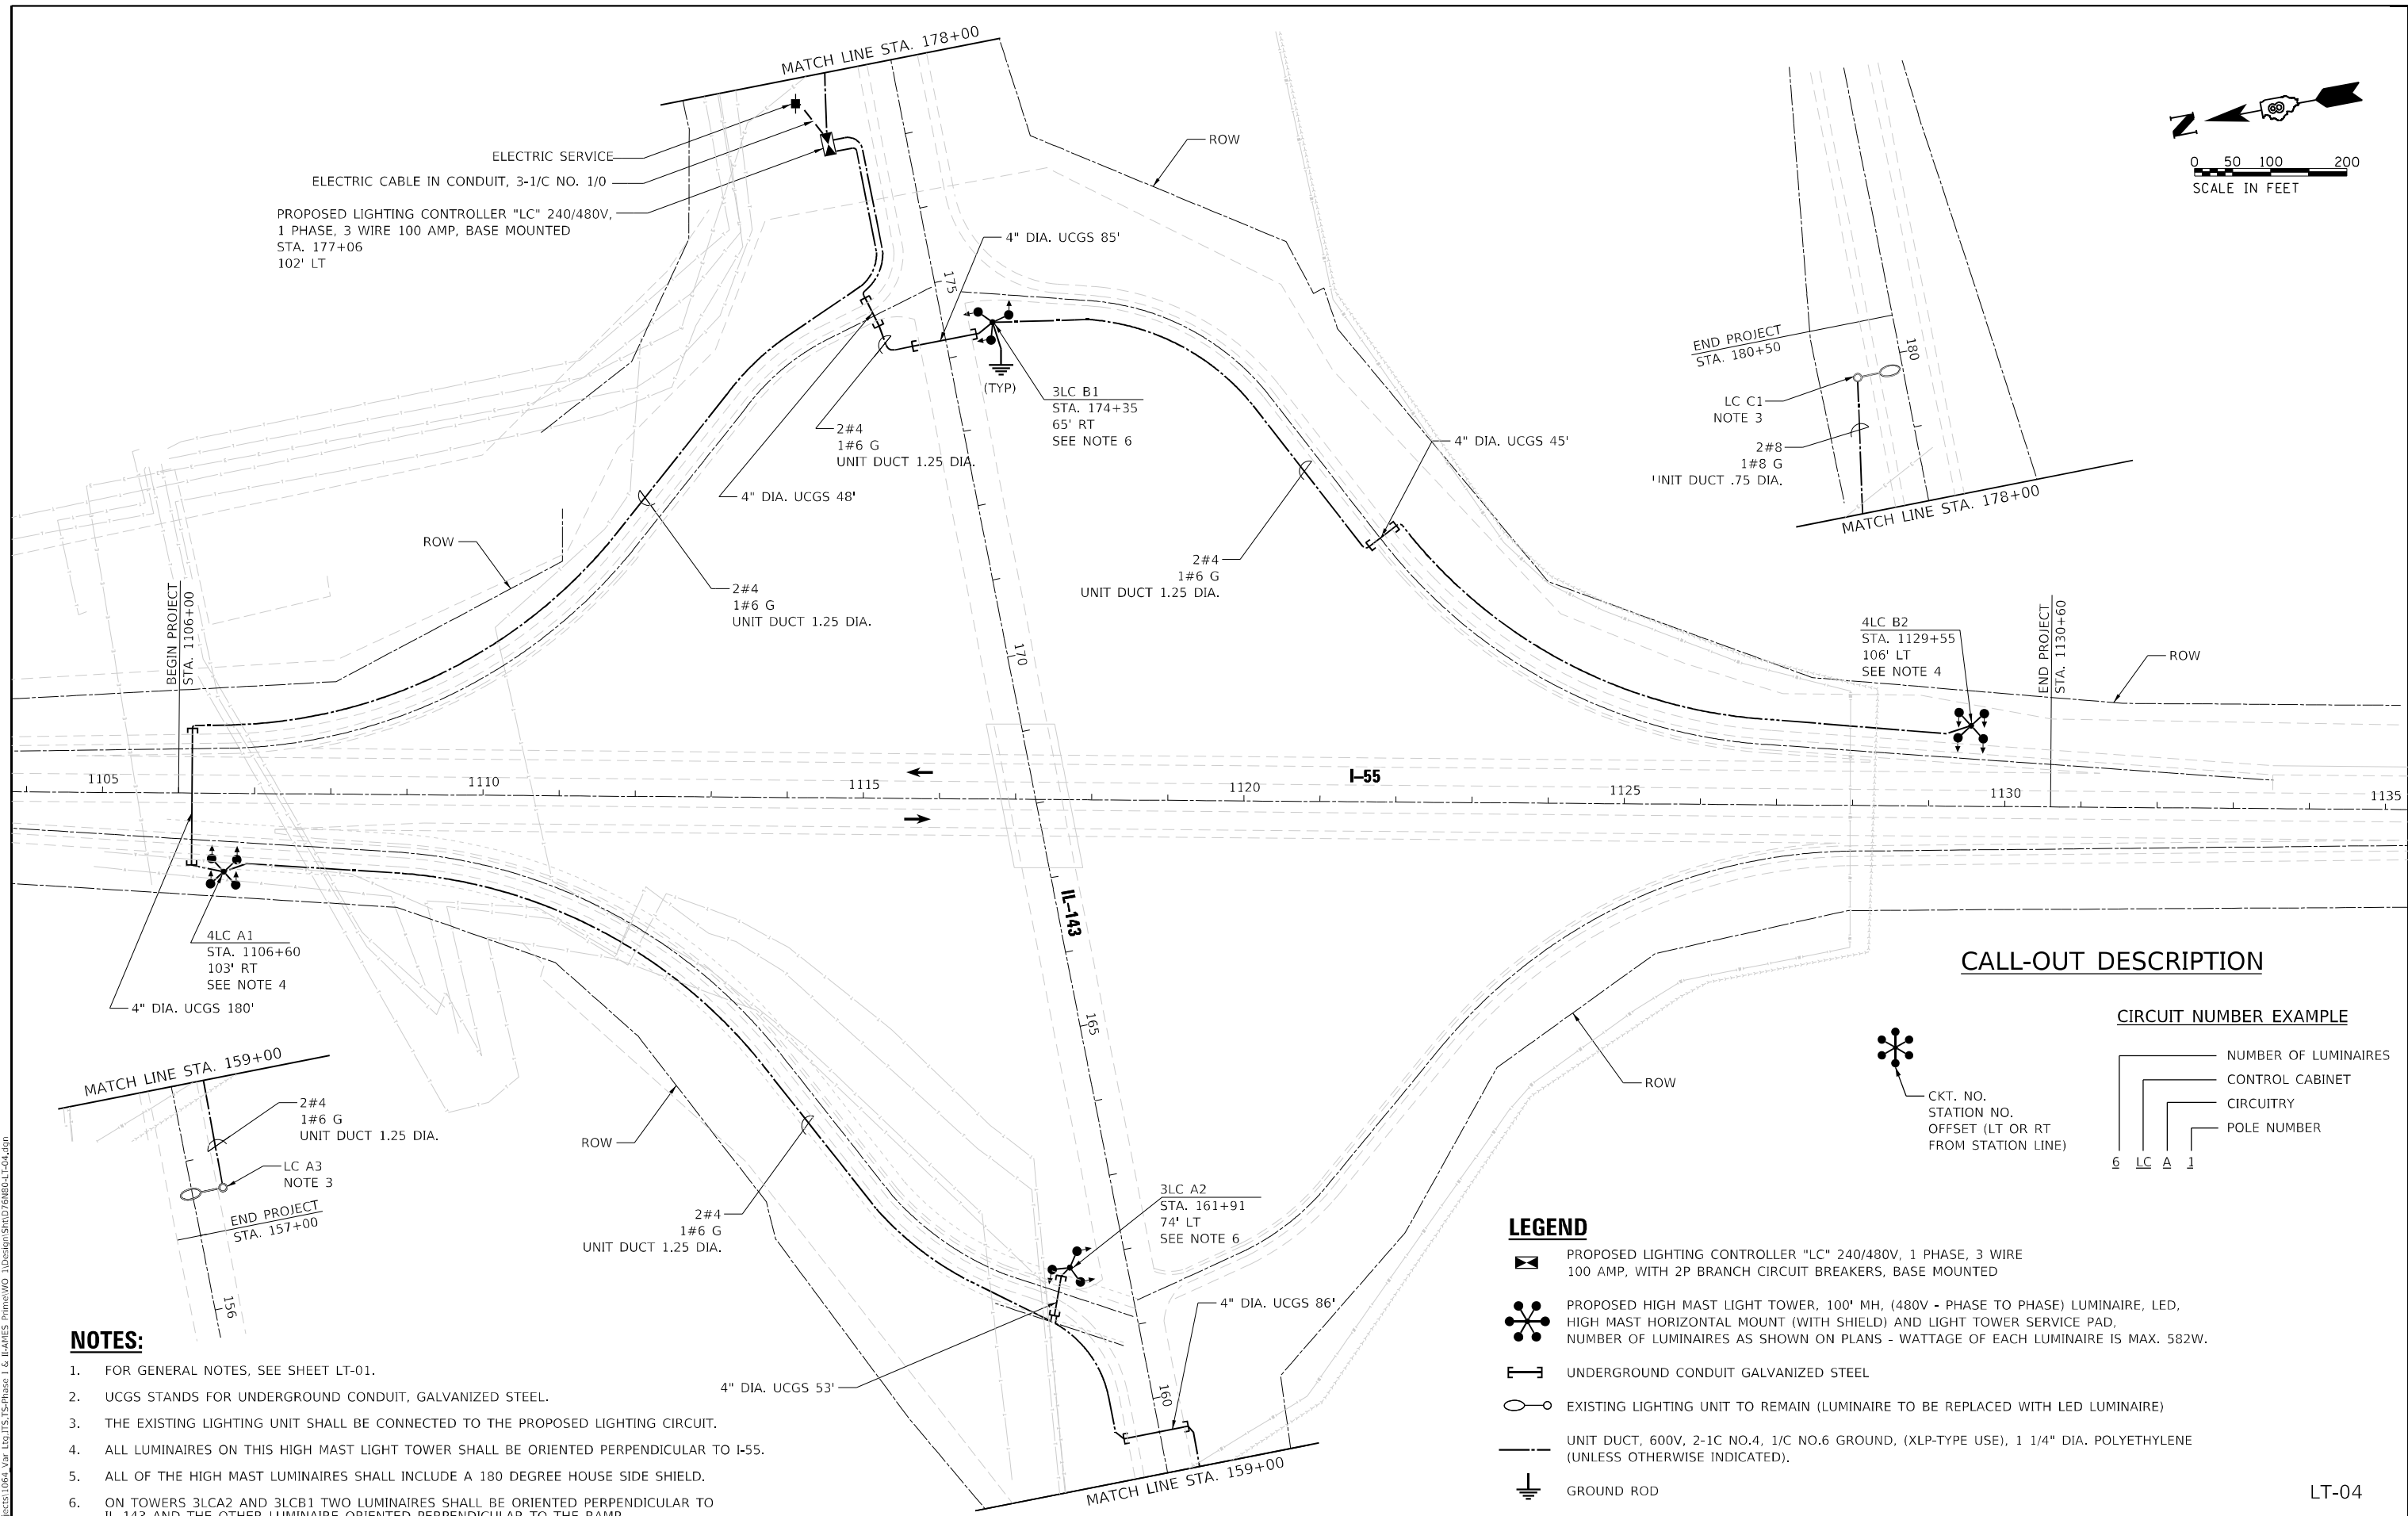 MATCH LINE STA. 178+00
ELECTRIC SERVICE
ELECTRIC CABLE IN CONDUIT, 3-1/C NO. 1/0
PROPOSED LIGHTING CONTROLLER "LC" 240/480V,
1 PHASE, 3 WIRE 100 AMP, BASE MOUNTED
STA. 177+06
102' LT
ROW
4" DIA. UCGS 85'
175
(TYP)
3LC B1
STA. 174+35
65' RT
SEE NOTE 6
2#4
1#6 G
UNIT DUCT 1.25 DIA.
4" DIA. UCGS 48'
4" DIA. UCGS 45'
N
0 50 100 200
SCALE IN FEET
END PROJECT
STA. 180+50
180
LC C1
NOTE 3
2#8
1#8 G
UNIT DUCT .75 DIA.
MATCH LINE STA. 178+00
ROW
2#4
1#6 G
UNIT DUCT 1.25 DIA.
2#4
1#6 G
UNIT DUCT 1.25 DIA.
BEGIN PROJECT
STA. 1106+00
170
4LC B2
STA. 1129+55
106' LT
SEE NOTE 4
END PROJECT
STA. 1130+60
ROW
1105
1110
1115
1120
I-55
1125
1130
1135
IL-143
4LC A1
STA. 1106+60
103' RT
SEE NOTE 4
4" DIA. UCGS 180'
165
MATCH LINE STA. 159+00
2#4
1#6 G
UNIT DUCT 1.25 DIA.
LC A3
NOTE 3
END PROJECT
STA. 157+00
156
ROW
2#4
1#6 G
UNIT DUCT 1.25 DIA.
3LC A2
STA. 161+91
74' LT
SEE NOTE 6
4" DIA. UCGS 86'
4" DIA. UCGS 53'
160
MATCH LINE STA. 159+00
ROW
CALL-OUT DESCRIPTION
CKT. NO.
STATION NO.
OFFSET (LT OR RT
FROM STATION LINE)
CIRCUIT NUMBER EXAMPLE
NUMBER OF LUMINAIRES
CONTROL CABINET
CIRCUITRY
POLE NUMBER
6 LC A 1
LEGEND
PROPOSED LIGHTING CONTROLLER "LC" 240/480V, 1 PHASE, 3 WIRE
100 AMP, WITH 2P BRANCH CIRCUIT BREAKERS, BASE MOUNTED
PROPOSED HIGH MAST LIGHT TOWER, 100' MH, (480V - PHASE TO PHASE) LUMINAIRE, LED,
HIGH MAST HORIZONTAL MOUNT (WITH SHIELD) AND LIGHT TOWER SERVICE PAD,
NUMBER OF LUMINAIRES AS SHOWN ON PLANS - WATTAGE OF EACH LUMINAIRE IS MAX. 582W.
UNDERGROUND CONDUIT GALVANIZED STEEL
EXISTING LIGHTING UNIT TO REMAIN (LUMINAIRE TO BE REPLACED WITH LED LUMINAIRE)
UNIT DUCT, 600V, 2-1C NO.4, 1/C NO.6 GROUND, (XLP-TYPE USE), 1 1/4" DIA. POLYETHYLENE
(UNLESS OTHERWISE INDICATED).
GROUND ROD
NOTES:
1. FOR GENERAL NOTES, SEE SHEET LT-01.
2. UCGS STANDS FOR UNDERGROUND CONDUIT, GALVANIZED STEEL.
3. THE EXISTING LIGHTING UNIT SHALL BE CONNECTED TO THE PROPOSED LIGHTING CIRCUIT.
4. ALL LUMINAIRES ON THIS HIGH MAST LIGHT TOWER SHALL BE ORIENTED PERPENDICULAR TO I-55.
5. ALL OF THE HIGH MAST LUMINAIRES SHALL INCLUDE A 180 DEGREE HOUSE SIDE SHIELD.
6. ON TOWERS 3LCA2 AND 3LCB1 TWO LUMINAIRES SHALL BE ORIENTED PERPENDICULAR TO
IL-143 AND THE OTHER LUMINAIRE ORIENTED PERPENDICULAR TO THE RAMP
LT-04